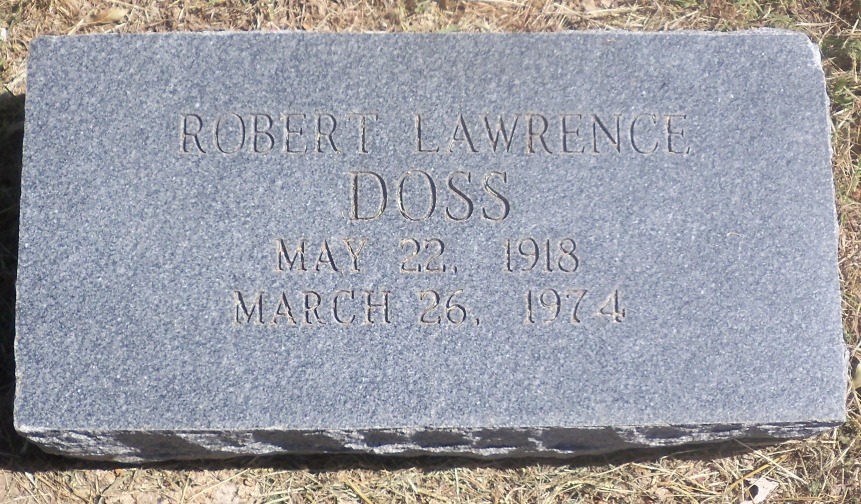 ROBERT LAWRENCE
DOSS
MAY 22, 1918
MARCH 26, 1974